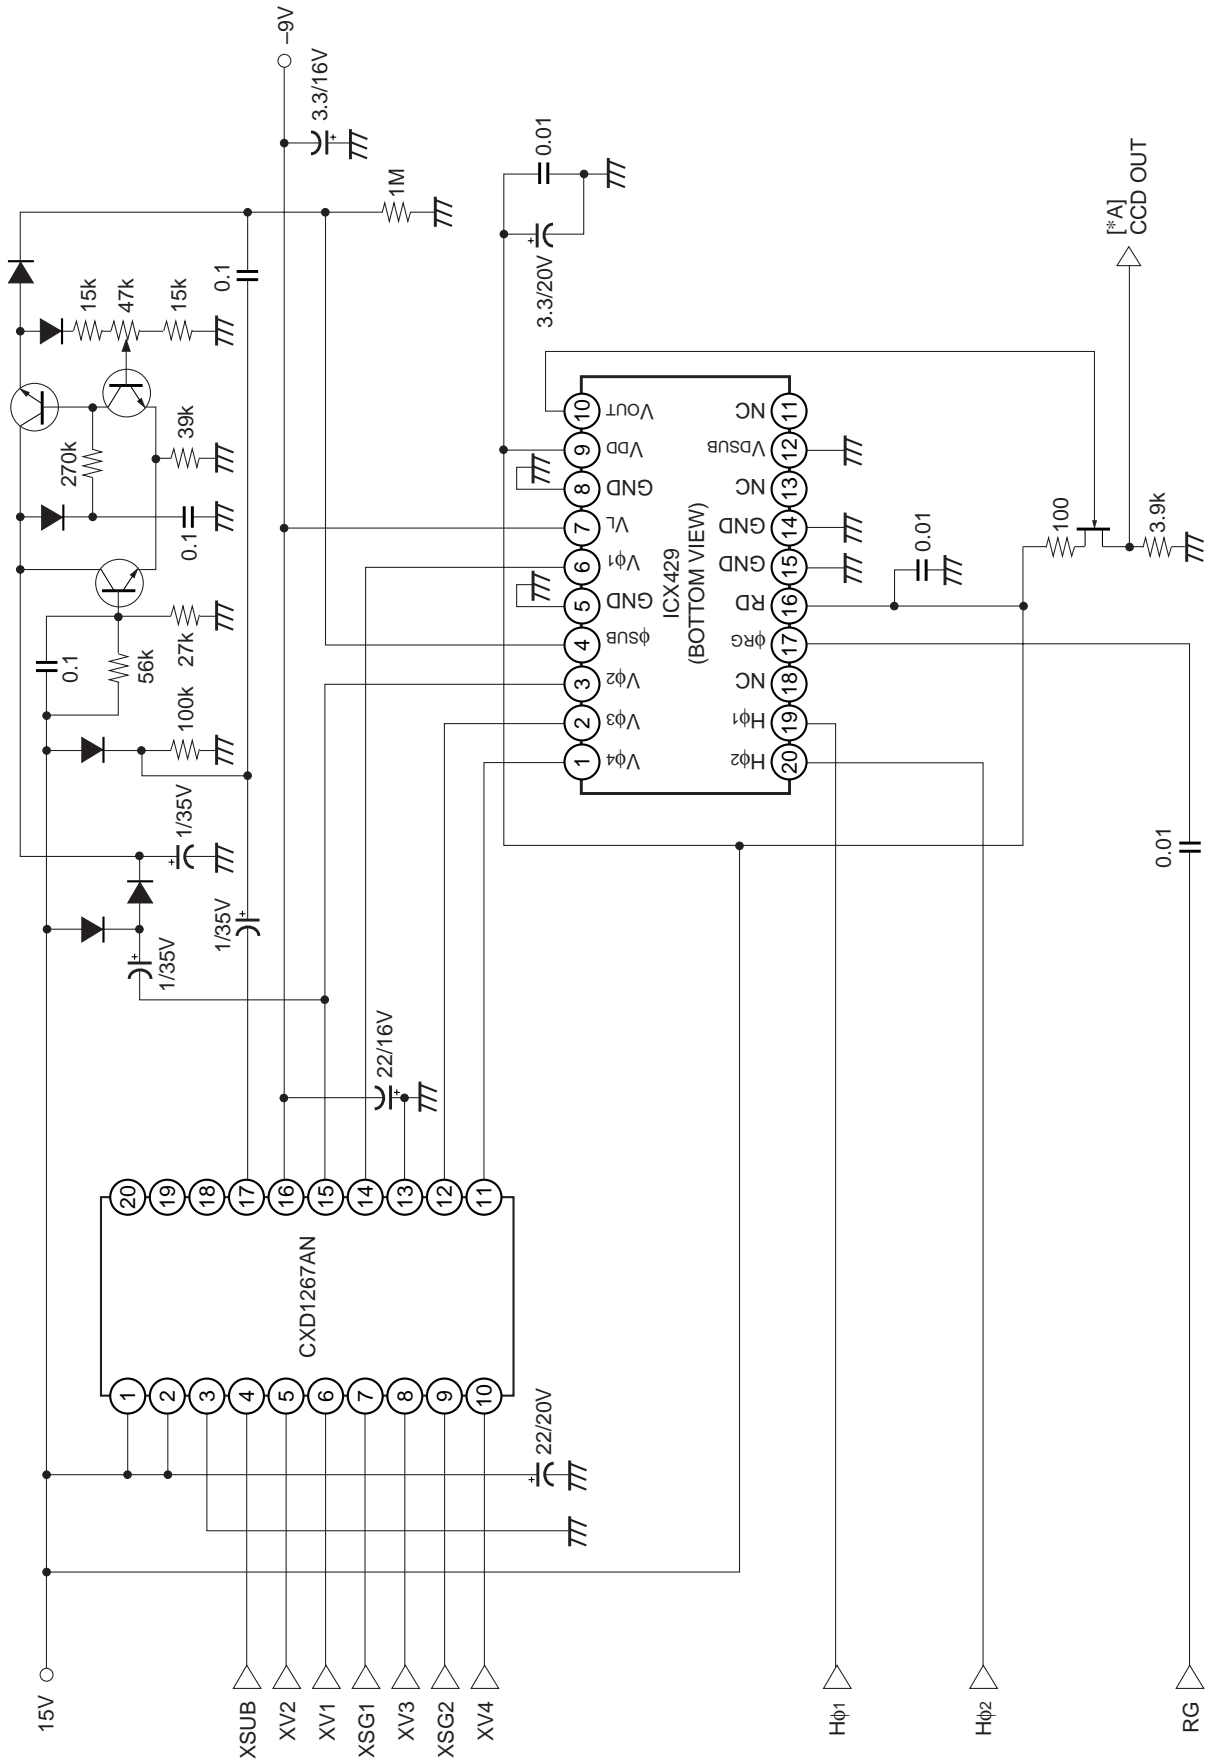 15V
XSUB
XV2
XV1
XSG1
XV3
XSG2
XV4
Hϕ1
Hϕ2
RG
22/20V
1
2
3
4
5
6
7
8
9
10
CXD1267AN
20
19
18
17
16
15
14
13
12
11
22/16V
1/35V
1/35V
1/35V
100k
56k
0.1
27k
0.1
270k
39k
15k
47k
15k
0.1
1M
3.3/16V
–9V
3.3/20V
0.01
1
2
3
4
5
6
7
8
9
10
Vϕ4
Vϕ3
Vϕ2
ϕSUB
GND
Vϕ1
VL
GND
VDD
VOUT
ICX429
(BOTTOM VIEW)
Hϕ2
Hϕ1
NC
ϕRG
RD
GND
GND
NC
VDSUB
NC
20
19
18
17
16
15
14
13
12
11
0.01
0.01
100
3.9k
[*A]
CCD OUT